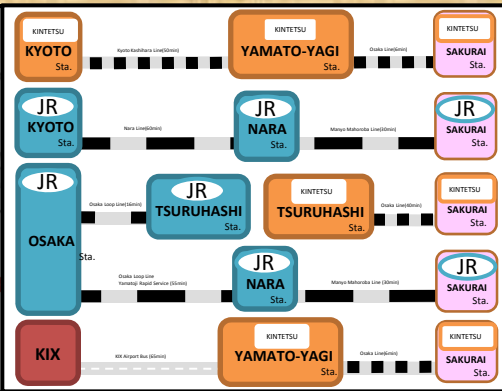 KINTETSU
KYOTO
Sta.
Kyoto Kashihara Line(50min)
KINTETSU
YAMATO-YAGI
Sta.
Osaka Line(6min)
KINTETSU
SAKURAI
Sta.
JR
KYOTO
Sta.
Nara Line(60min)
JR
NARA
Sta.
Manyo Mahoroba Line(30min)
JR
SAKURAI
Sta.
JR
OSAKA
Sta.
Osaka Loop Line(16min)
JR
TSURUHASHI
Sta.
KINTETSU
TSURUHASHI
Sta.
Osaka Line(40min)
KINTETSU
SAKURAI
Sta.
Osaka Loop Line
Yamatoji Rapid Service (55min)
JR
NARA
Sta.
Manyo Mahoroba Line (30min)
JR
SAKURAI
Sta.
KIX
KIX Airport Bus (65min)
KINTETSU
YAMATO-YAGI
Sta.
Osaka Line(6min)
KINTETSU
SAKURAI
Sta.